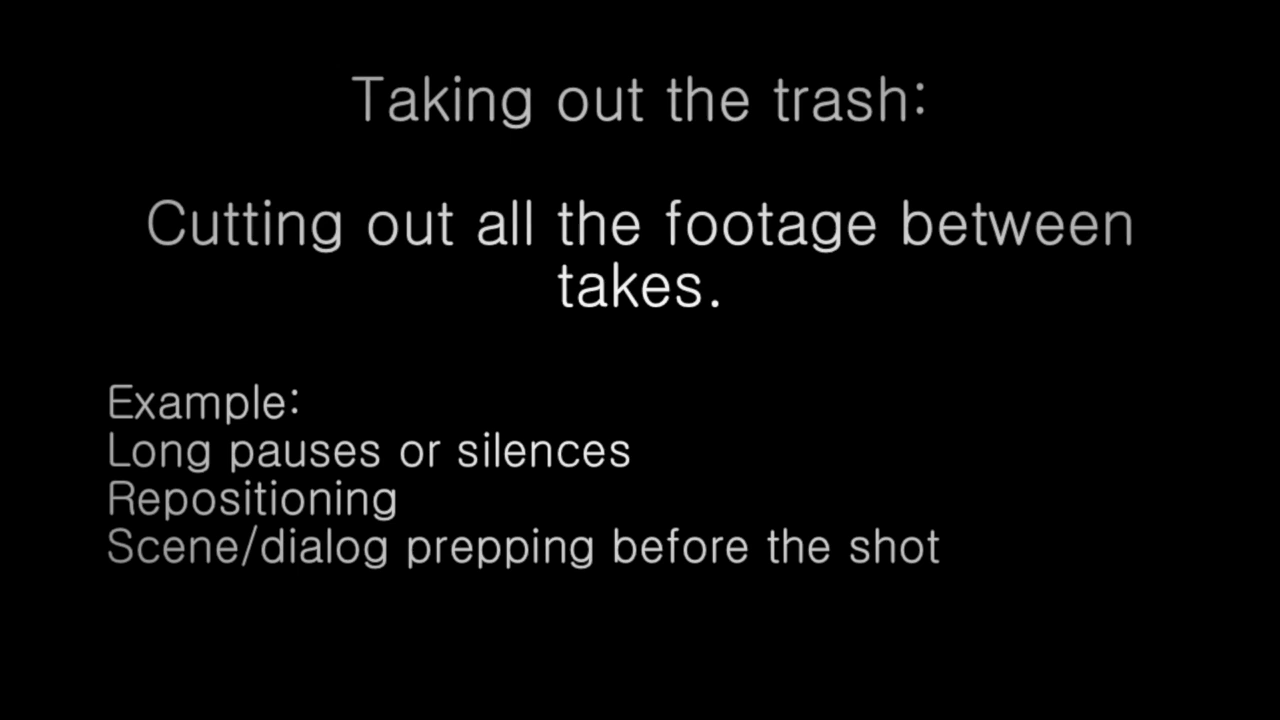 Taking out the trash:
Cutting out all the footage between
takes.
Example:
Long pauses or silences
Repositioning
Scene/dialog prepping before the shot